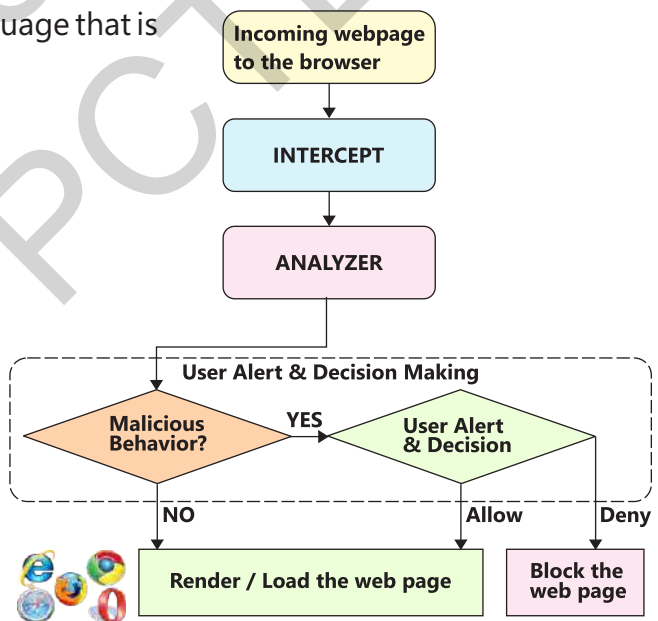 uage that is
Incoming webpage
to the browser
INTERCEPT
ANALYZER
User Alert & Decision Making
Malicious
Behavior?
YES
User Alert
& Decision
NO
Allow
Deny
Render / Load the web page
Block the
web page
PCT